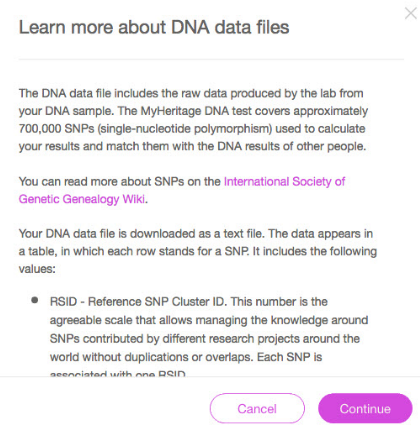 Learn more about DNA data files
The DNA data file includes the raw data produced by the lab from
your DNA sample. The MyHeritage DNA test covers approximately
700,000 SNPs (single-nucleotide polymorphism) used to calculate
your results and match them with the DNA results of other people.
You can read more about SNPs on the International Society of
Genetic Genealogy Wiki.
Your DNA data file is downloaded as a text file. The data appears in
a table, in which each row stands for a SNP. It includes the following
values:
• RSID - Reference SNP Cluster ID. This number is the
agreeable scale that allows managing the knowledge around
SNPs contributed by different research projects around the
world without duplications or overlaps. Each SNP is
associated with one RSID
Cancel
Continue